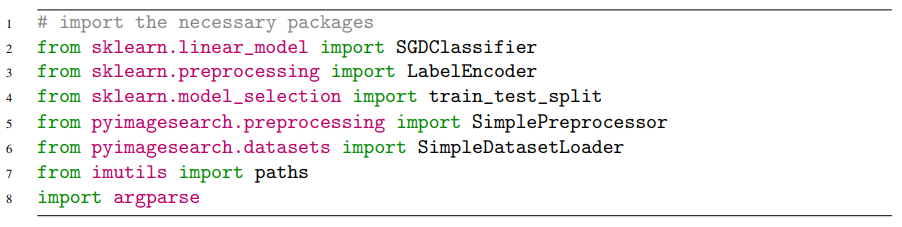 1 # import the necessary packages
2 from sklearn.linear_model import SGDClassifier
3 from sklearn.preprocessing import LabelEncoder
4 from sklearn.model_selection import train_test_split
5 from pyimagesearch.preprocessing import SimplePreprocessor
6 from pyimagesearch.datasets import SimpleDatasetLoader
7 from imutils import paths
8 import argparse